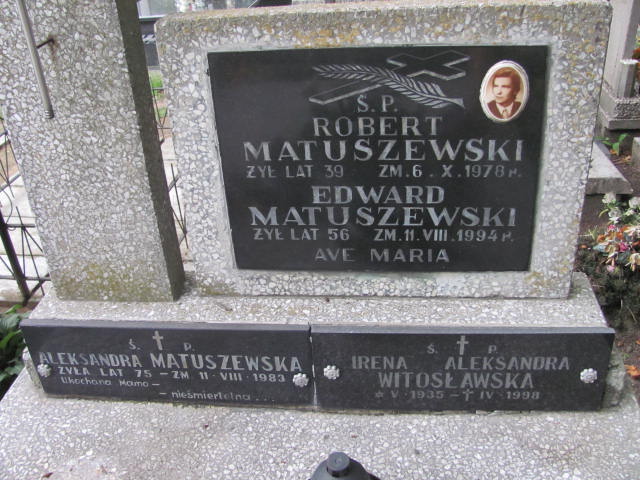 Ś. P.
ROBERT
MATUSZEWSKI
ŻYŁ LAT 39 ZM. 6. X. 1978 R.
EDWARD
MATUSZEWSKI
ŻYŁ LAT 56 ZM. 11. VIII. 1994 R.
AVE MARIA
Ś. P.
ALEKSANDRA MATUSZEWSKA
ŻYŁA LAT 75 - ZM 11 - VIII - 1983
Ukochana Mamo -
- nieśmiertelna ...
Ś P
IRENA ALEKSANDRA
WITOSŁAWSKA
* V - 1935 - † IV - 1998